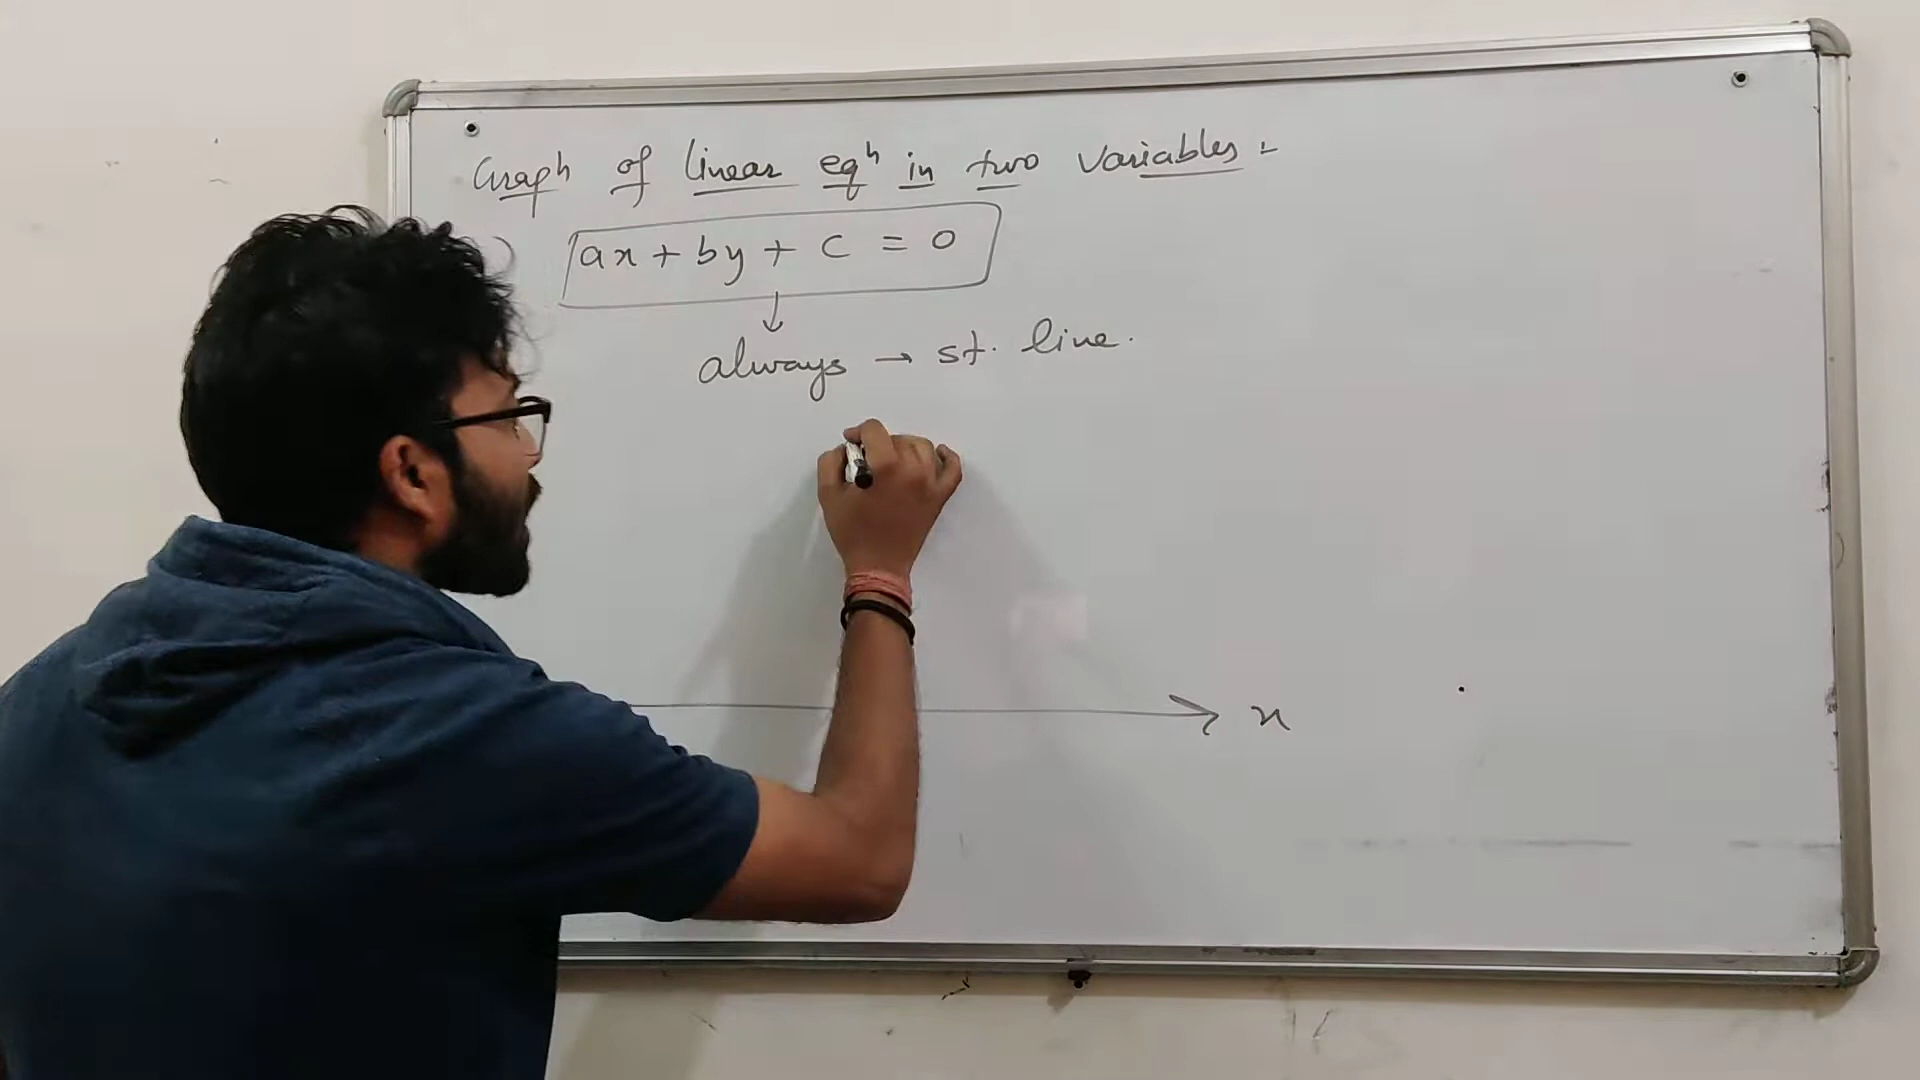 Graph of linear eqn in two variables :-
ax + by + c = 0
always → st. line.
x